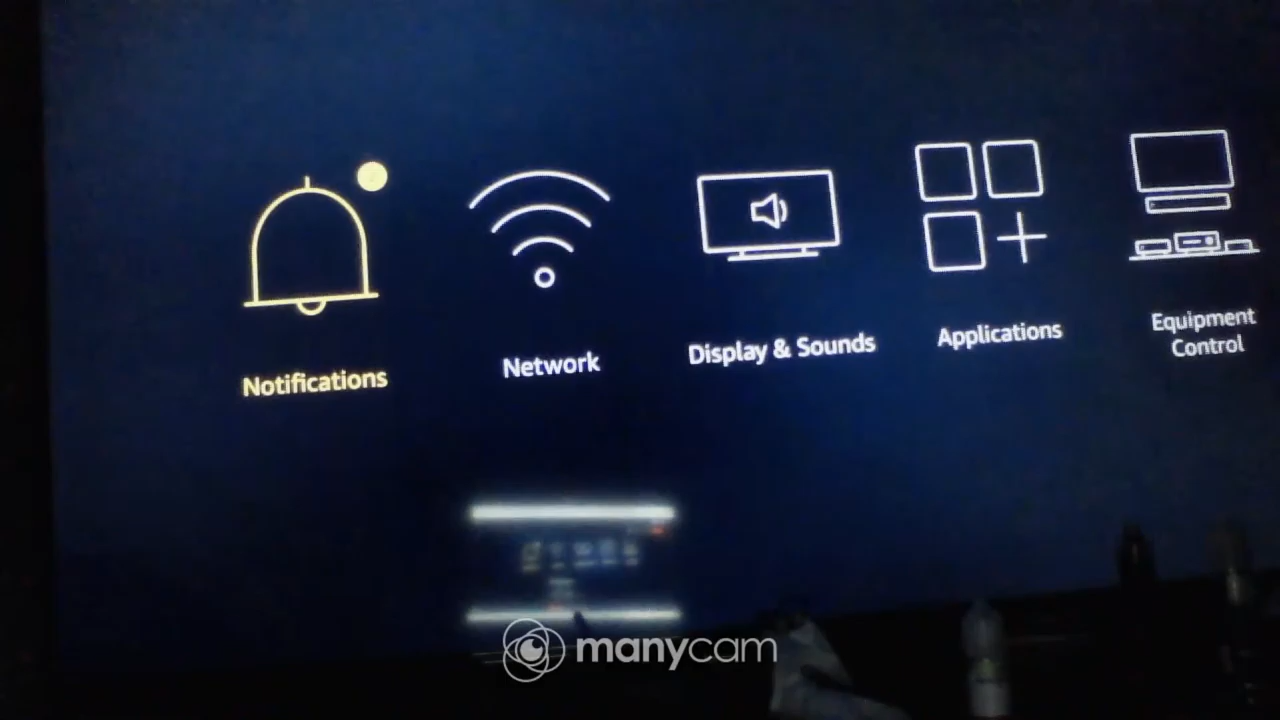 Notifications
Network
Display & Sounds
Applications
Equipment
Control
manycam